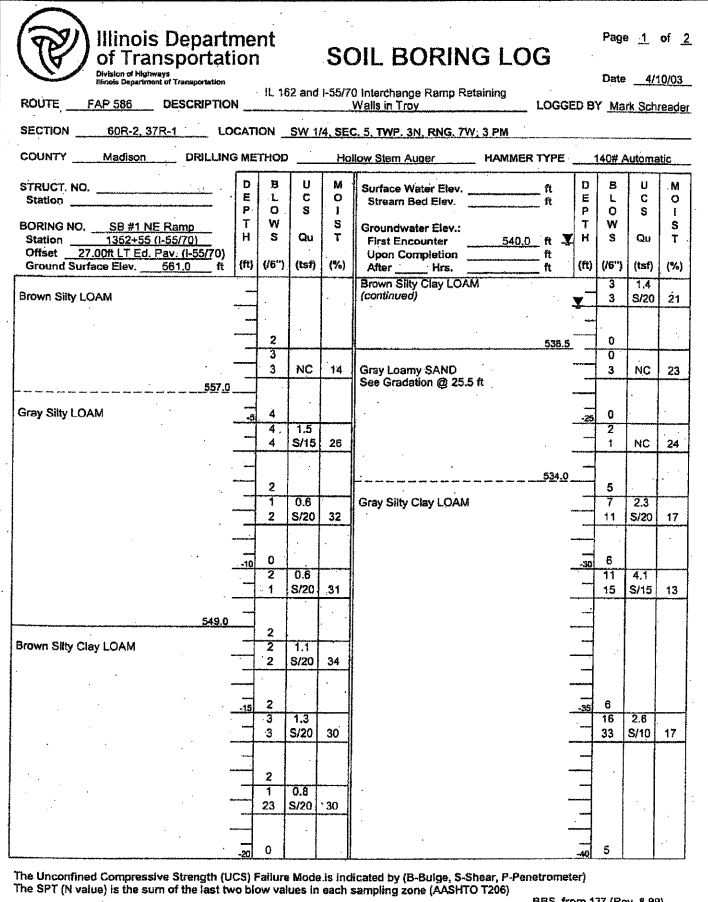 Illinois Department of Transportation
Division of Highways
Illinois Department of Transportation
SOIL BORING LOG
Page 1 of 2
Date 4/10/03
ROUTE FAP 586 DESCRIPTION IL 162 and I-55/70 Interchange Ramp Retaining Walls in Troy LOGGED BY Mark Schreader
SECTION 60R-2, 37R-1 LOCATION SW 1/4, SEC. 5, TWP. 3N, RNG. 7W; 3 PM
COUNTY Madison DRILLING METHOD Hollow Stem Auger HAMMER TYPE 140# Automatic
STRUCT. NO.
Station
BORING NO. SB #1 NE Ramp
Station 1352+55 (I-55/70)
Offset 27.00ft LT Ed. Pav. (I-55/70)
Ground Surface Elev. 561.0 ft
DEPTH BLOWS UCS Qu MOIST
(ft) (/6") (tsf) (%)
Surface Water Elev. ft
Stream Bed Elev. ft
Groundwater Elev.:
First Encounter 540.0 ft
Upon Completion ft
After Hrs. ft
DEPTH BLOWS UCS Qu MOIST
(ft) (/6") (tsf) (%)
Brown Silty LOAM
2
3
3 NC 14
557.0
Gray Silty LOAM
-5 4
4 1.5
4 S/15 26
2
1 0.6
2 S/20 32
-10 0
2 0.6
1 S/20 31
549.0
2
Brown Silty Clay LOAM
2 1.1
2 S/20 34
-15 2
3 1.3
3 S/20 30
2
1 0.8
23 S/20 30
-20 0
Brown Silty Clay LOAM
(continued)
3 1.4
3 S/20 21
538.5 0
0
Gray Loamy SAND 3 NC 23
See Gradation @ 25.5 ft
-25 0
2
1 NC 24
534.0
5
Gray Silty Clay LOAM 7 2.3
11 S/20 17
-30 6
11 4.1
15 S/15 13
-35 6
16 2.6
33 S/10 17
-40 5
The Unconfined Compressive Strength (UCS) Failure Mode is indicated by (B-Bulge, S-Shear, P-Penetrometer)
The SPT (N value) is the sum of the last two blow values in each sampling zone (AASHTO T206)
BBS, from 137 (Rev. 8-99)